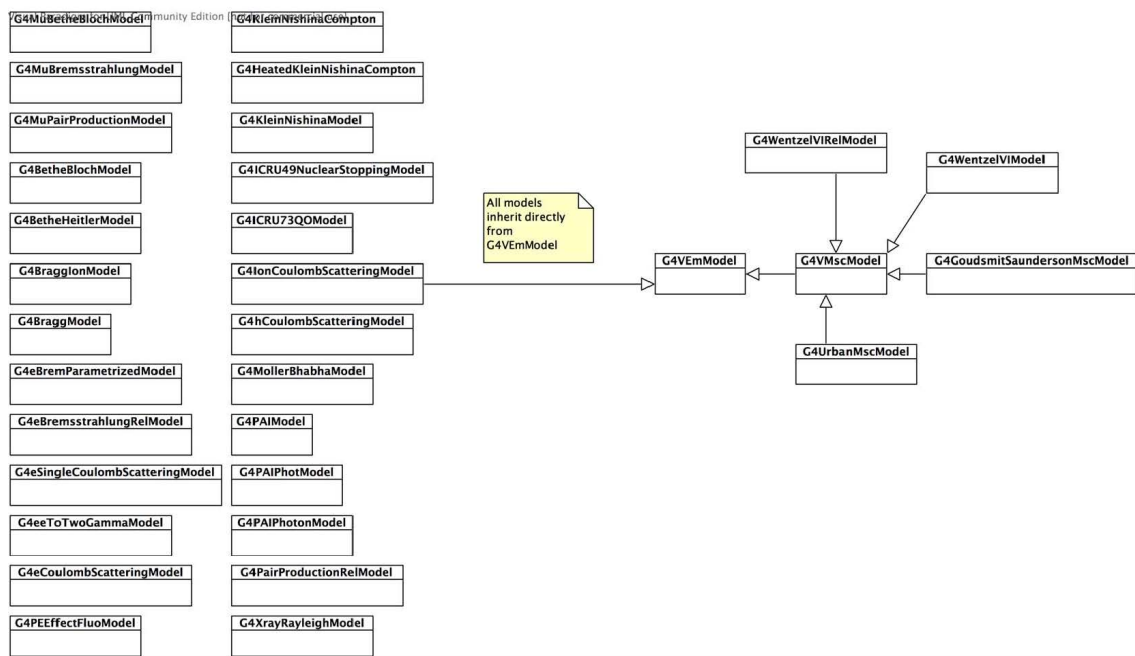 G4MuBetheBlochModel
Community Edition
G4KleinNishinaCompton
G4MuBremsstrahlungModel
G4HeatedKleinNishinaCompton
G4MuPairProductionModel
G4KleinNishinaModel
G4BetheBlochModel
G4ICRU49NuclearStoppingModel
G4BetheHeitlerModel
G4ICRU73QOModel
G4BraggIonModel
G4IonCoulombScatteringModel
G4BraggModel
G4hCoulombScatteringModel
G4eBremParametrizedModel
G4MollerBhabhaModel
G4eBremsstrahlungRelModel
G4PAIModel
G4eSingleCoulombScatteringModel
G4PAIPhotModel
G4eeToTwoGammaModel
G4PAIPhotonModel
G4eCoulombScatteringModel
G4PairProductionRelModel
G4PEEffectFluoModel
G4XrayRayleighModel
All models
inherit directly
from
G4VEmModel
G4WentzelVIRelModel
G4WentzelVIModel
G4VEmModel
G4VMscModel
G4GoudsmitSaundersonMscModel
G4UrbanMscModel